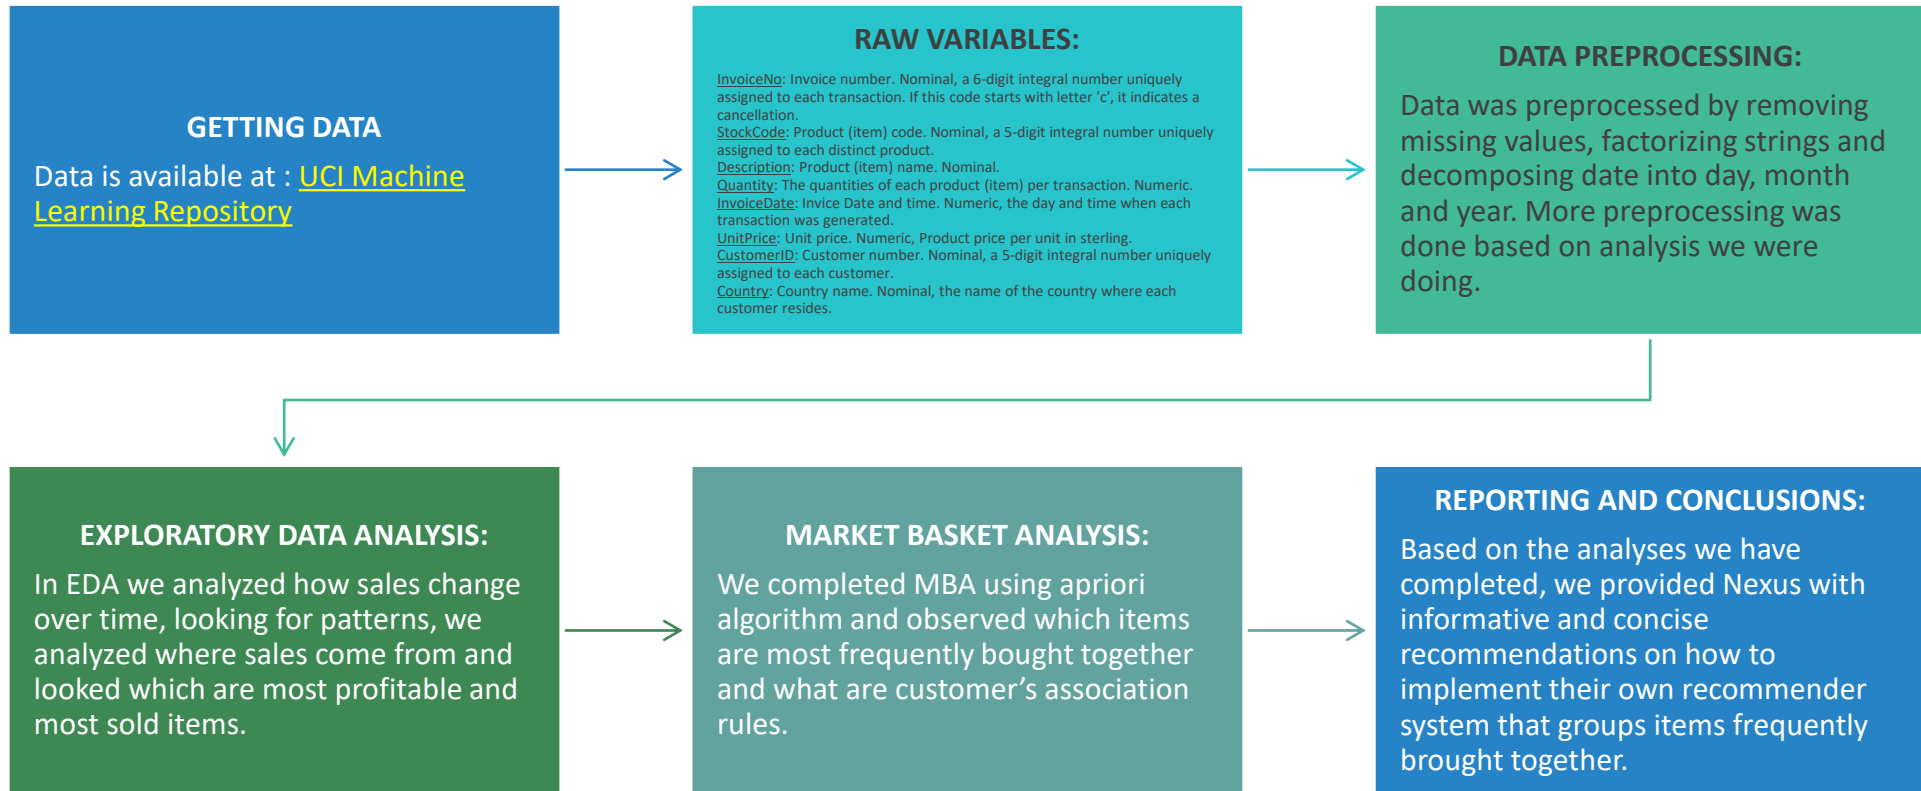 GETTING DATA
Data is available at : UCI Machine
Learning Repository
RAW VARIABLES:
InvoiceNo: Invoice number. Nominal, a 6-digit integral number uniquely
assigned to each transaction. If this code starts with letter 'c', it indicates a
cancellation.
StockCode: Product (item) code. Nominal, a 5-digit integral number uniquely
assigned to each distinct product.
Description: Product (item) name. Nominal.
Quantity: The quantities of each product (item) per transaction. Numeric.
InvoiceDate: Invice Date and time. Numeric, the day and time when each
transaction was generated.
UnitPrice: Unit price. Numeric, Product price per unit in sterling.
CustomerID: Customer number. Nominal, a 5-digit integral number uniquely
assigned to each customer.
Country: Country name. Nominal, the name of the country where each
customer resides.
DATA PREPROCESSING:
Data was preprocessed by removing
missing values, factorizing strings and
decomposing date into day, month
and year. More preprocessing was
done based on analysis we were
doing.
EXPLORATORY DATA ANALYSIS:
In EDA we analyzed how sales change
over time, looking for patterns, we
analyzed where sales come from and
looked which are most profitable and
most sold items.
MARKET BASKET ANALYSIS:
We completed MBA using apriori
algorithm and observed which items
are most frequently bought together
and what are customer’s association
rules.
REPORTING AND CONCLUSIONS:
Based on the analyses we have
completed, we provided Nexus with
informative and concise
recommendations on how to
implement their own recommender
system that groups items frequently
brought together.